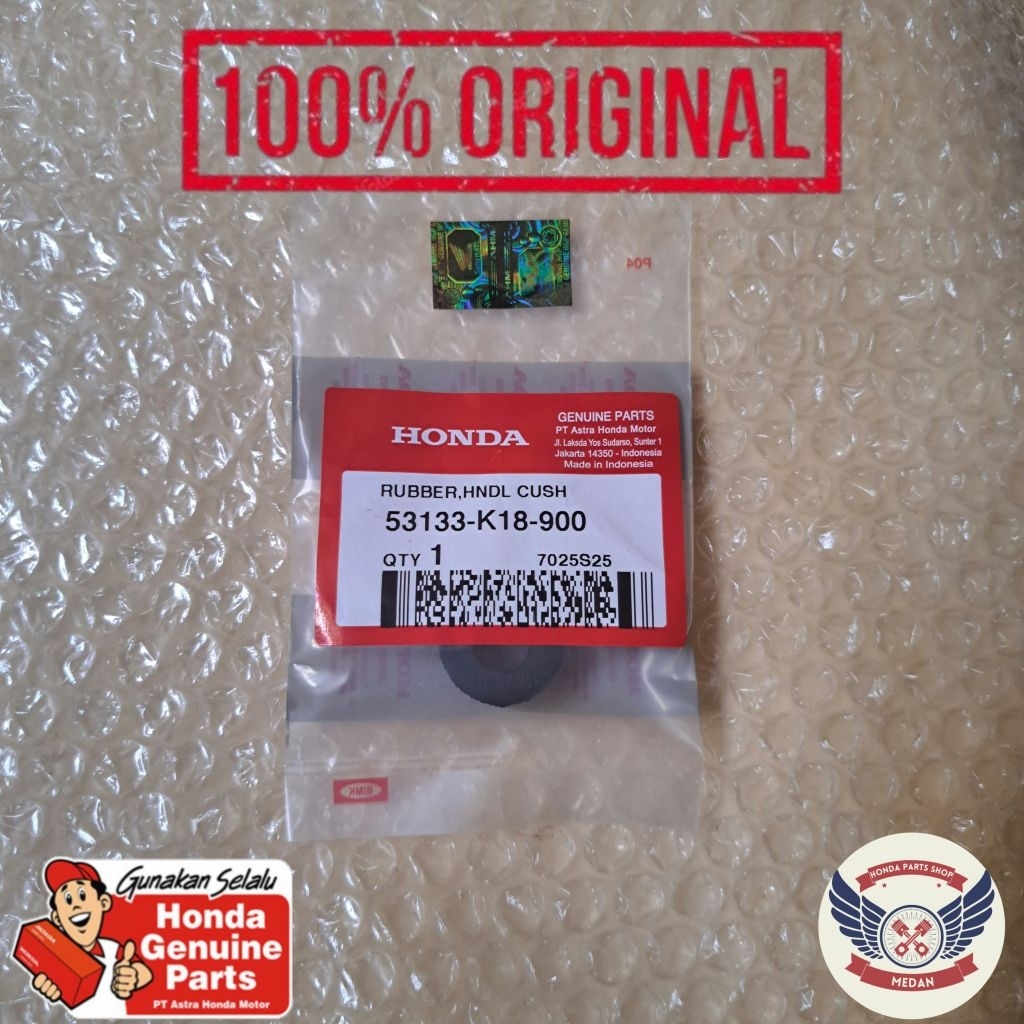 100% ORIGINAL
P04
HONDA
GENUINE PARTS
PT Astra Honda Motor
Jl. Laksda Yos Sudarso, Sunter 1
Jakarta 14350 - Indonesia
Made in Indonesia
RUBBER,HNDL CUSH
53133-K18-900
QTY 1 7025S25
HONDA
BIMK
Gunakan Selalu
Honda
Genuine
Parts
PT Astra Honda Motor
HONDA PARTS SHOP
MEDAN